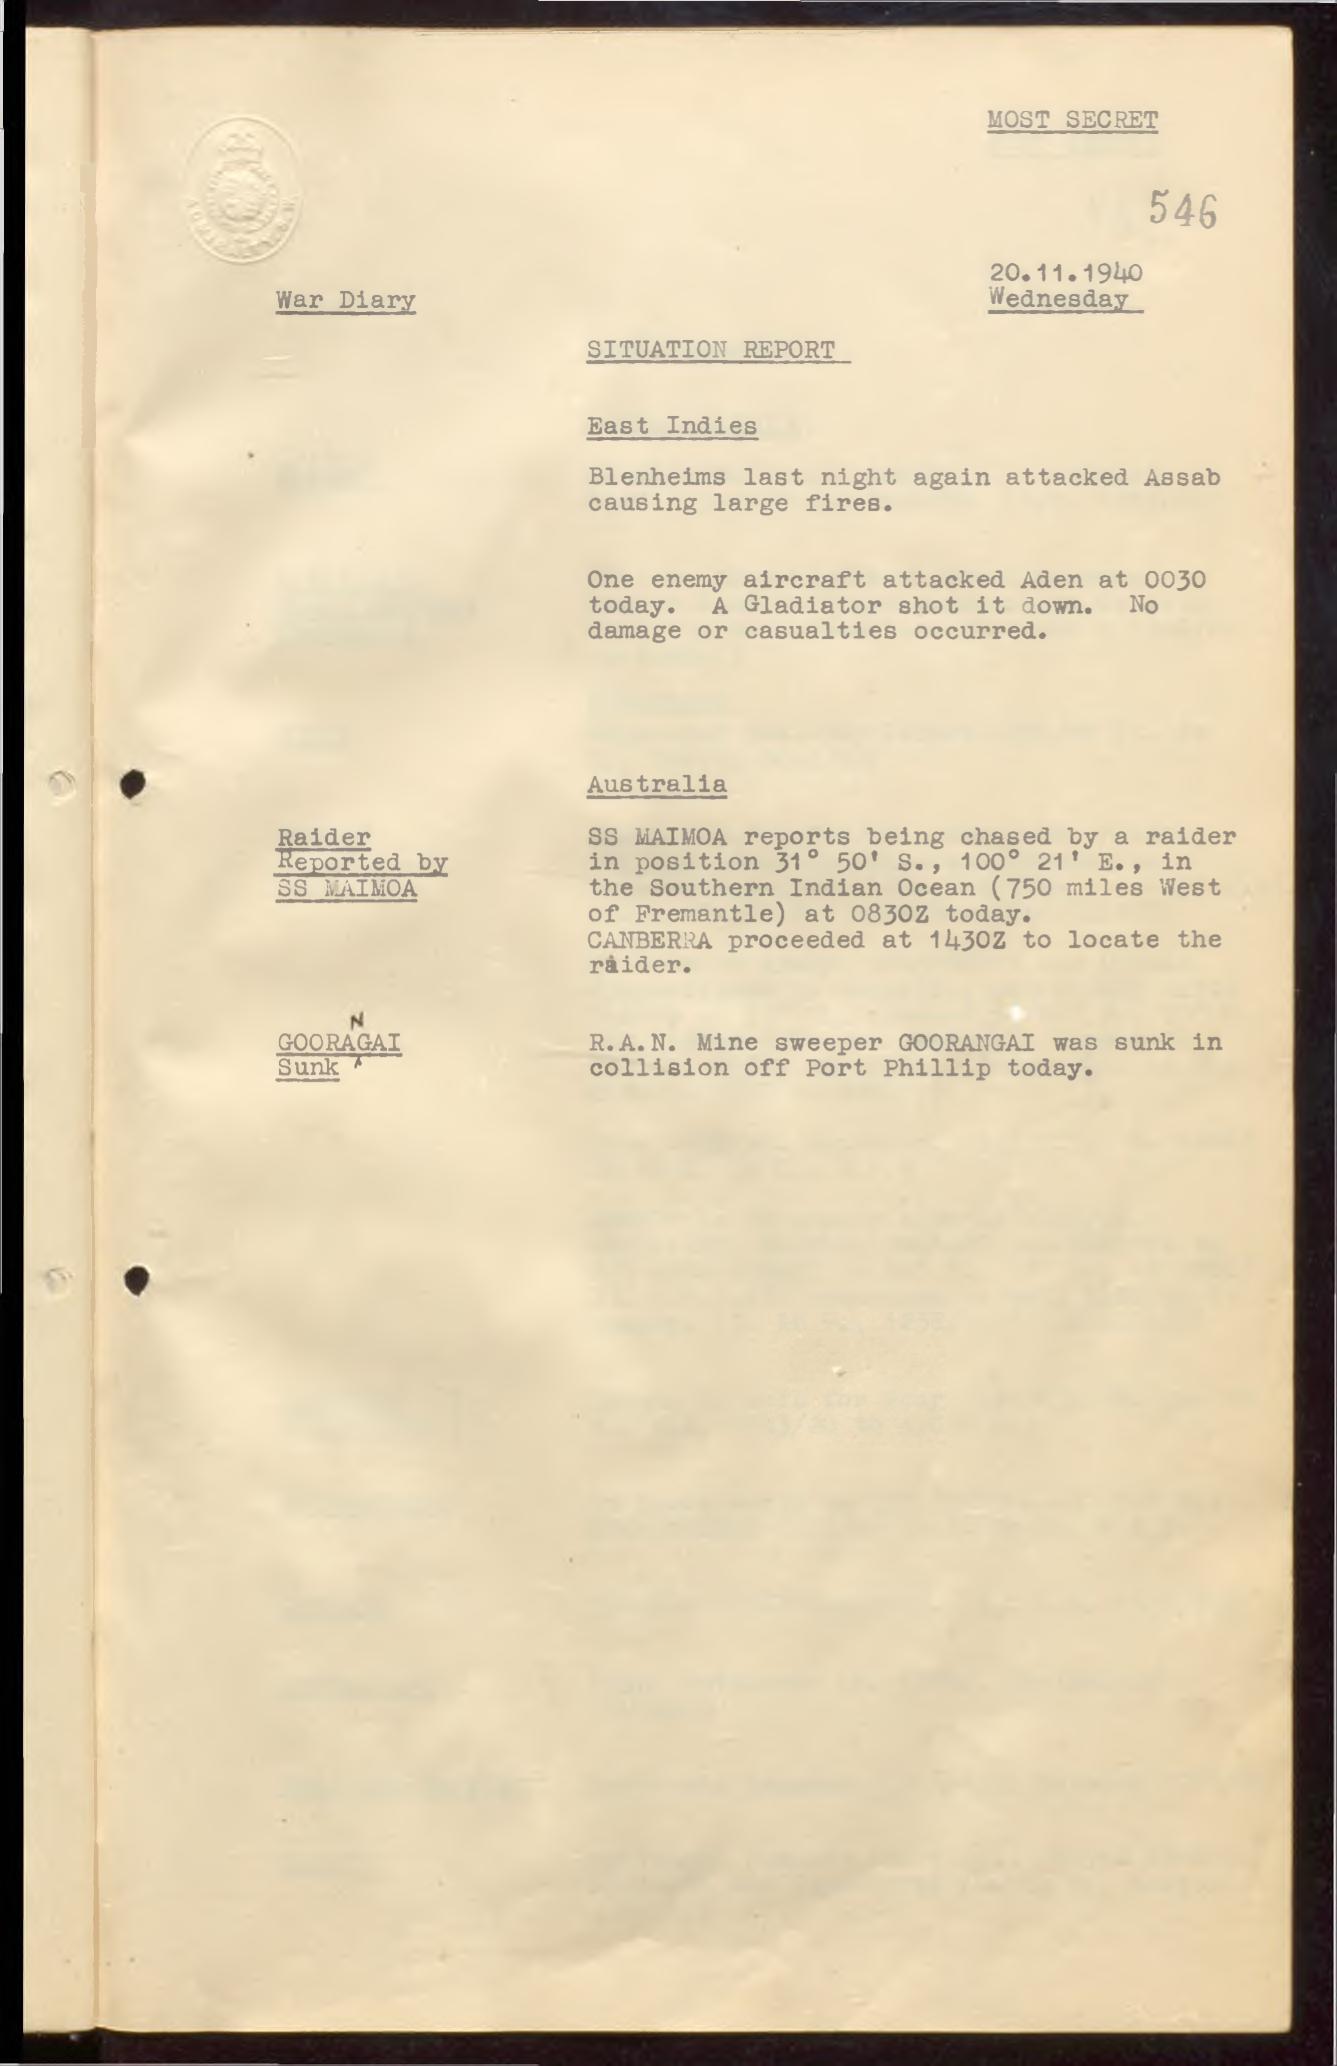 MOST SECRET
546
20.11.1940
War Diary
Wednesday
SITUATION REPORT
East Indies
Blenheims last night again attacked Assab
causing large fires.
One enemy aircraft attacked Aden at 0030
today. A Gladiator shot it down. No
damage or casualties occurred.
Australia
Raider
Reported by
SS MAIMOA
SS MAIMOA reports being chased by a raider
in position 31° 50' S., 100° 21' E., in
the Southern Indian Ocean (750 miles West
of Fremantle) at 0830Z today.
CANBERRA proceeded at 1430Z to locate the
raider.
GOORANGAI
Sunk
R.A.N. Mine sweeper GOORANGAI was sunk in
collision off Port Phillip today.